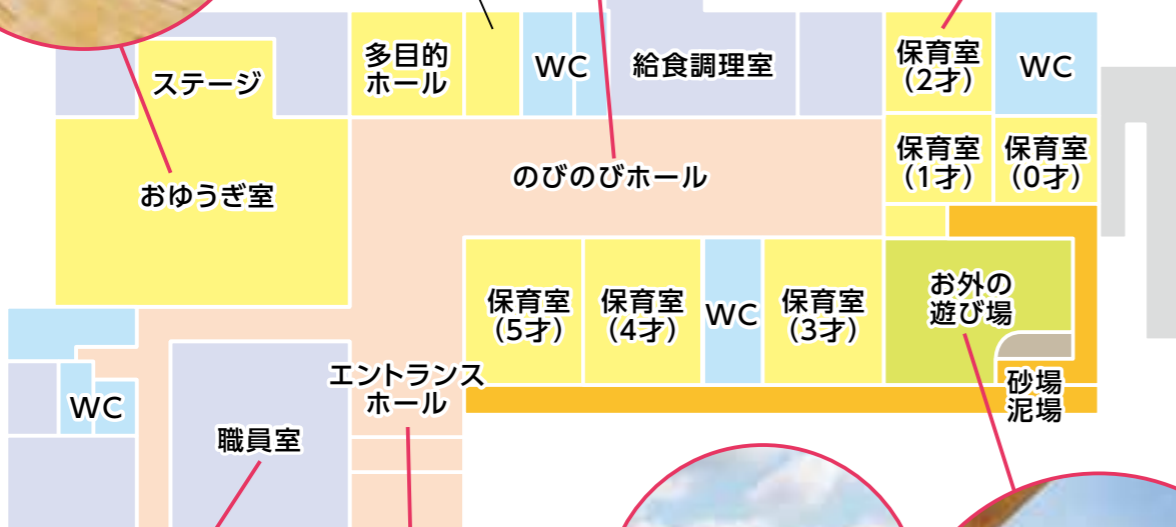 ステージ
多目的
ホール
WC
給食調理室
保育室
(2才)
WC
おゆうぎ室
のびのびホール
保育室
(1才)
保育室
(0才)
保育室
(5才)
保育室
(4才)
WC
保育室
(3才)
お外の
遊び場
砂場
泥場
エントランス
ホール
WC
職員室